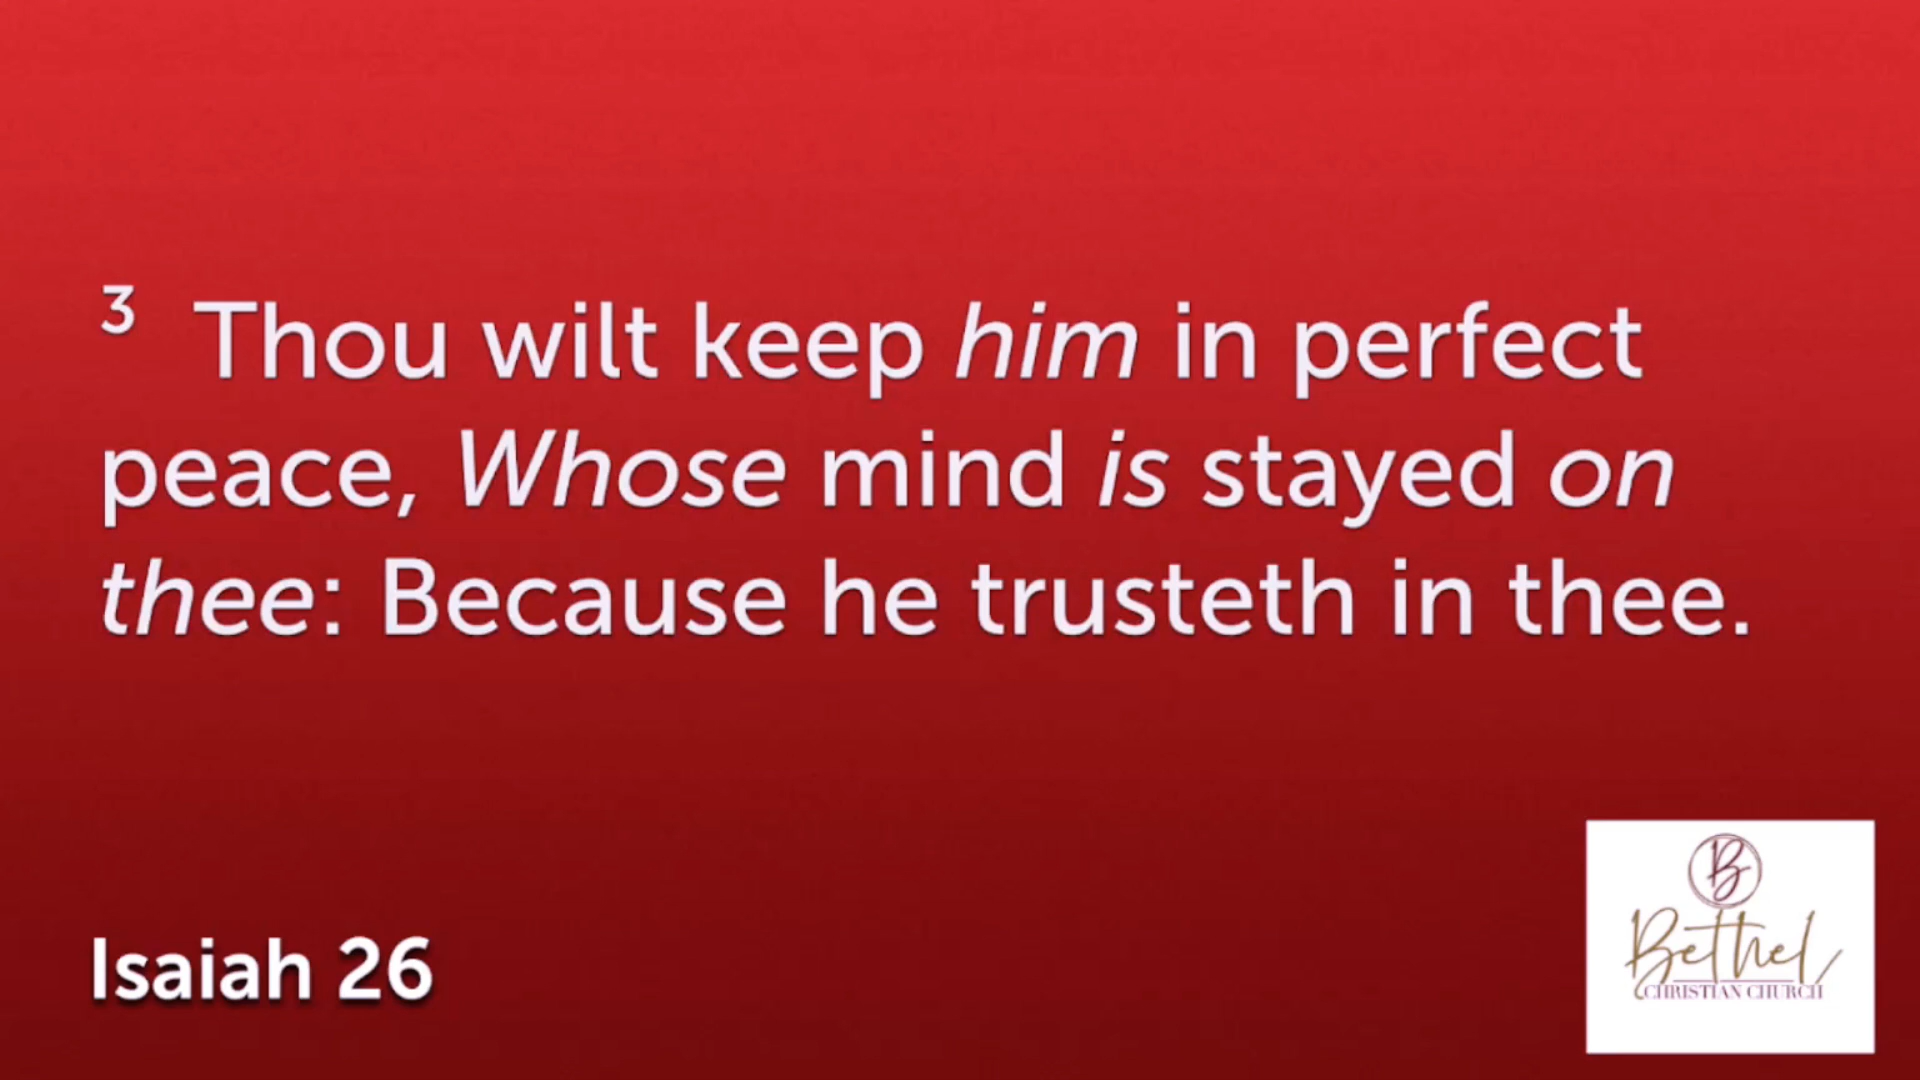 3 Thou wilt keep him in perfect
peace, Whose mind is stayed on
thee: Because he trusteth in thee.
Isaiah 26
B
Bethel
CHRISTIAN CHURCH